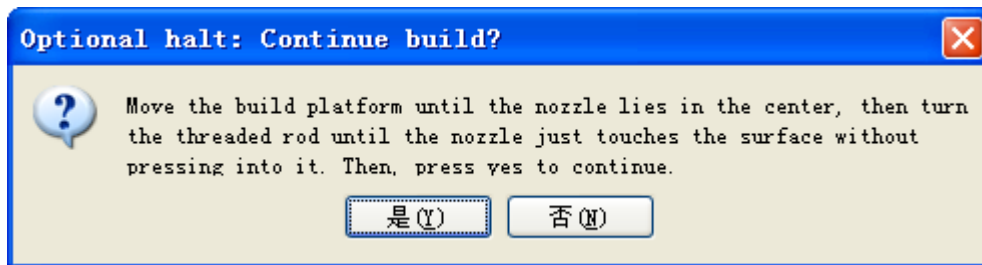 Optional halt: Continue build?
Move the build platform until the nozzle lies in the center, then turn
the threaded rod until the nozzle just touches the surface without
pressing into it. Then, press yes to continue.
是(Y) 否(N)